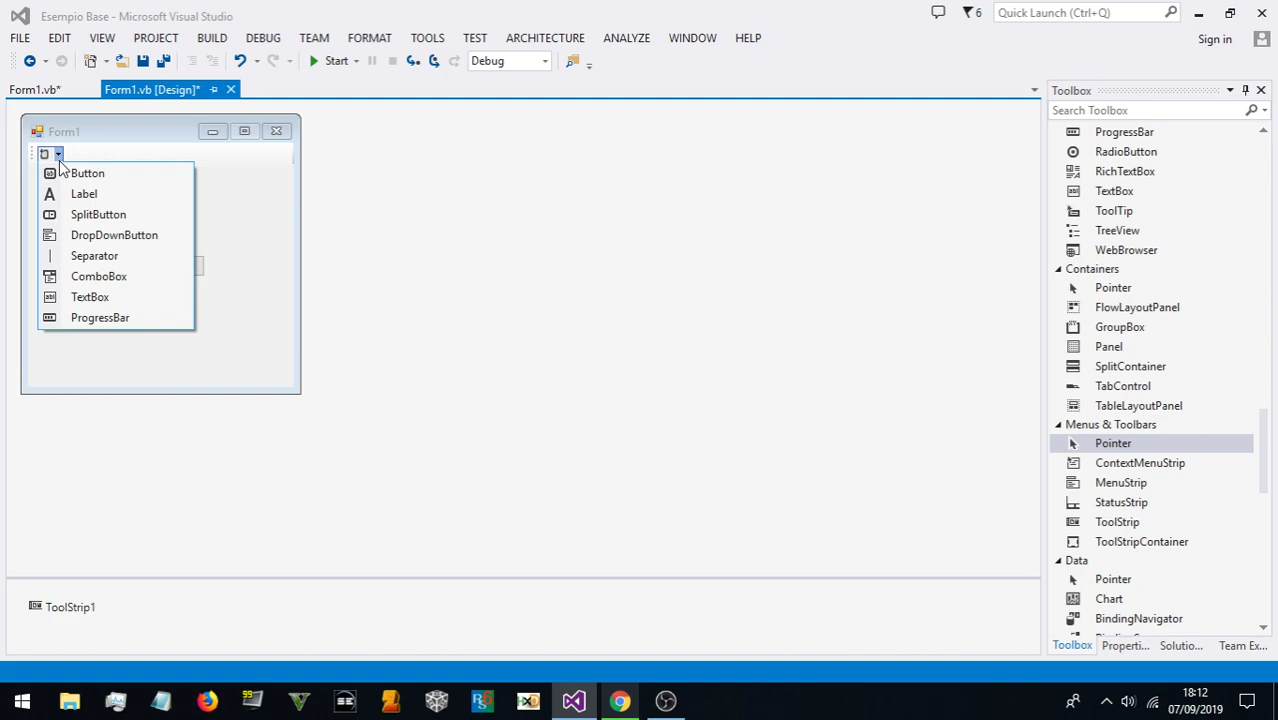 Esempio Base - Microsoft Visual Studio
6
Quick Launch (Ctrl+Q)
FILE EDIT VIEW PROJECT BUILD DEBUG TEAM FORMAT TOOLS TEST ARCHITECTURE ANALYZE WINDOW HELP
Sign in
Start
Debug
Form1.vb*
Form1.vb [Design]*
Form1
Button
Label
SplitButton
DropDownButton
Separator
ComboBox
TextBox
ProgressBar
ToolStrip1
Toolbox
Search Toolbox
ProgressBar
RadioButton
RichTextBox
TextBox
ToolTip
TreeView
WebBrowser
Containers
Pointer
FlowLayoutPanel
GroupBox
Panel
SplitContainer
TabControl
TableLayoutPanel
Menus & Toolbars
Pointer
ContextMenuStrip
MenuStrip
StatusStrip
ToolStrip
ToolStripContainer
Data
Pointer
Chart
BindingNavigator
Toolbox Properti... Solutio... Team Ex...
99
18:12
07/09/2019